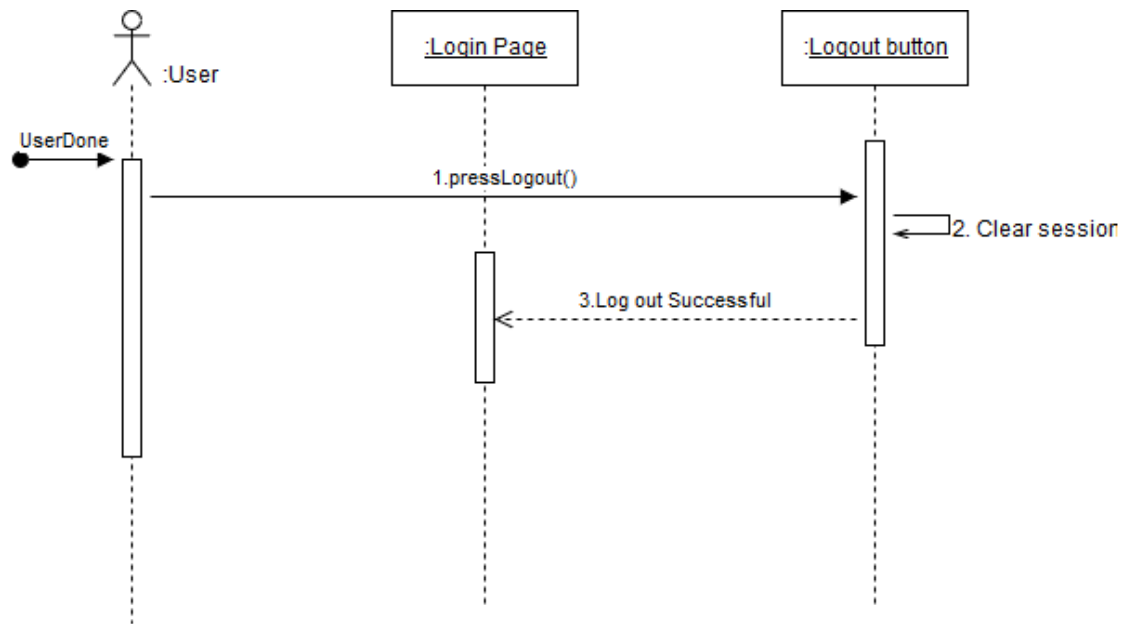 :User
:Login Page
:Logout button
UserDone
1.pressLogout()
2. Clear session
3.Log out Successful